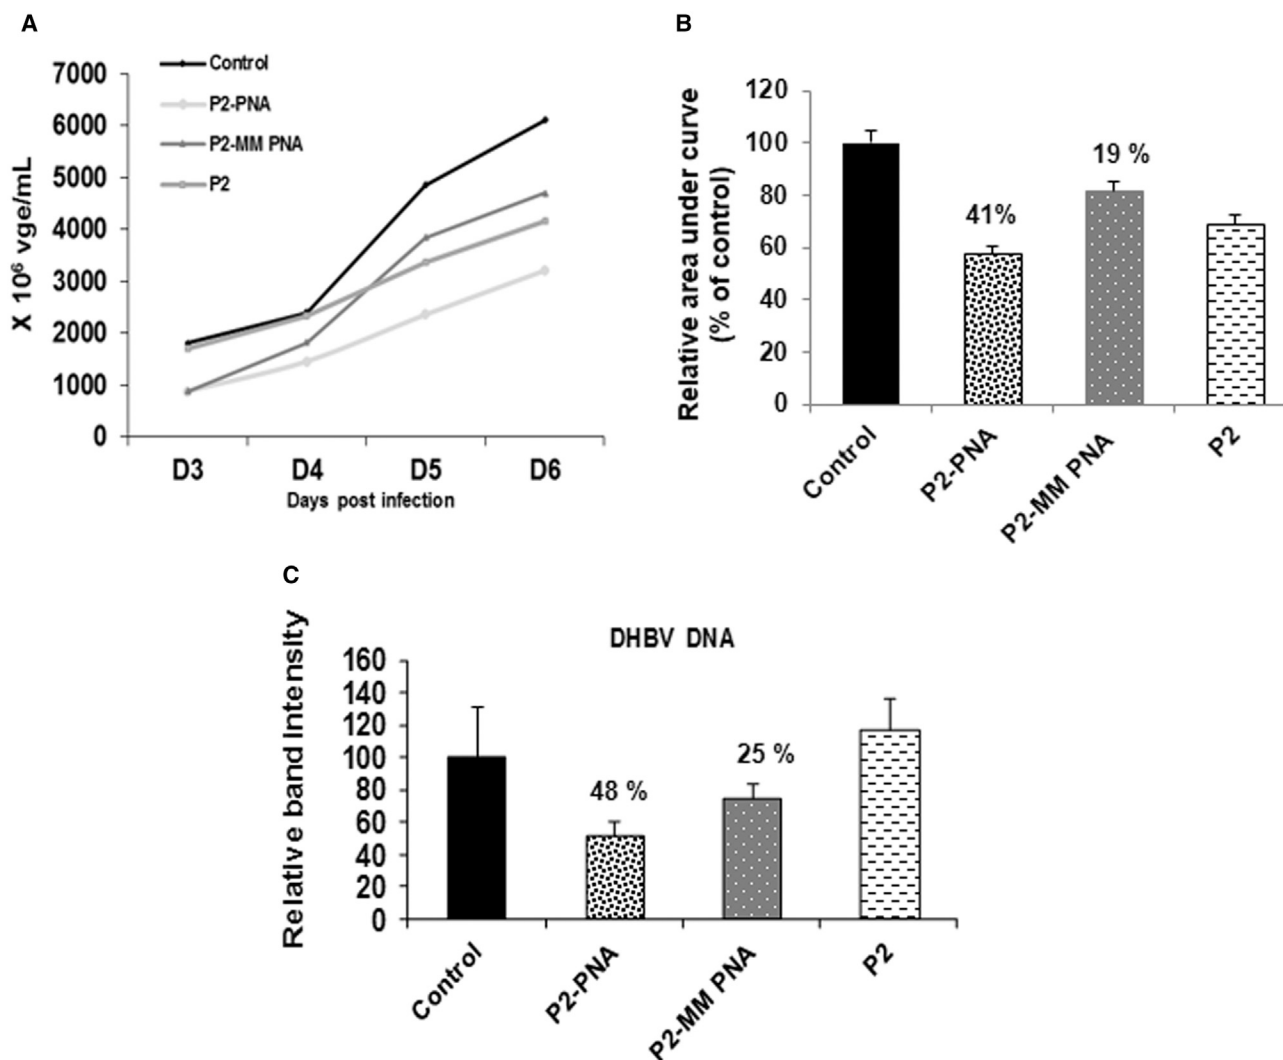 A
Control
P2-PNA
P2-MM PNA
P2
7000
6000
5000
4000
3000
2000
1000
0
X 10⁶ vge/mL
D3 D4 D5 D6
Days post infection
B
Relative area under curve
(% of control)
120
100
80
60
40
20
0
41%
19 %
Control P2-PNA P2-MM PNA P2
C
DHBV DNA
Relative band Intensity
160
140
120
100
80
60
40
20
0
48 %
25 %
Control P2-PNA P2-MM PNA P2